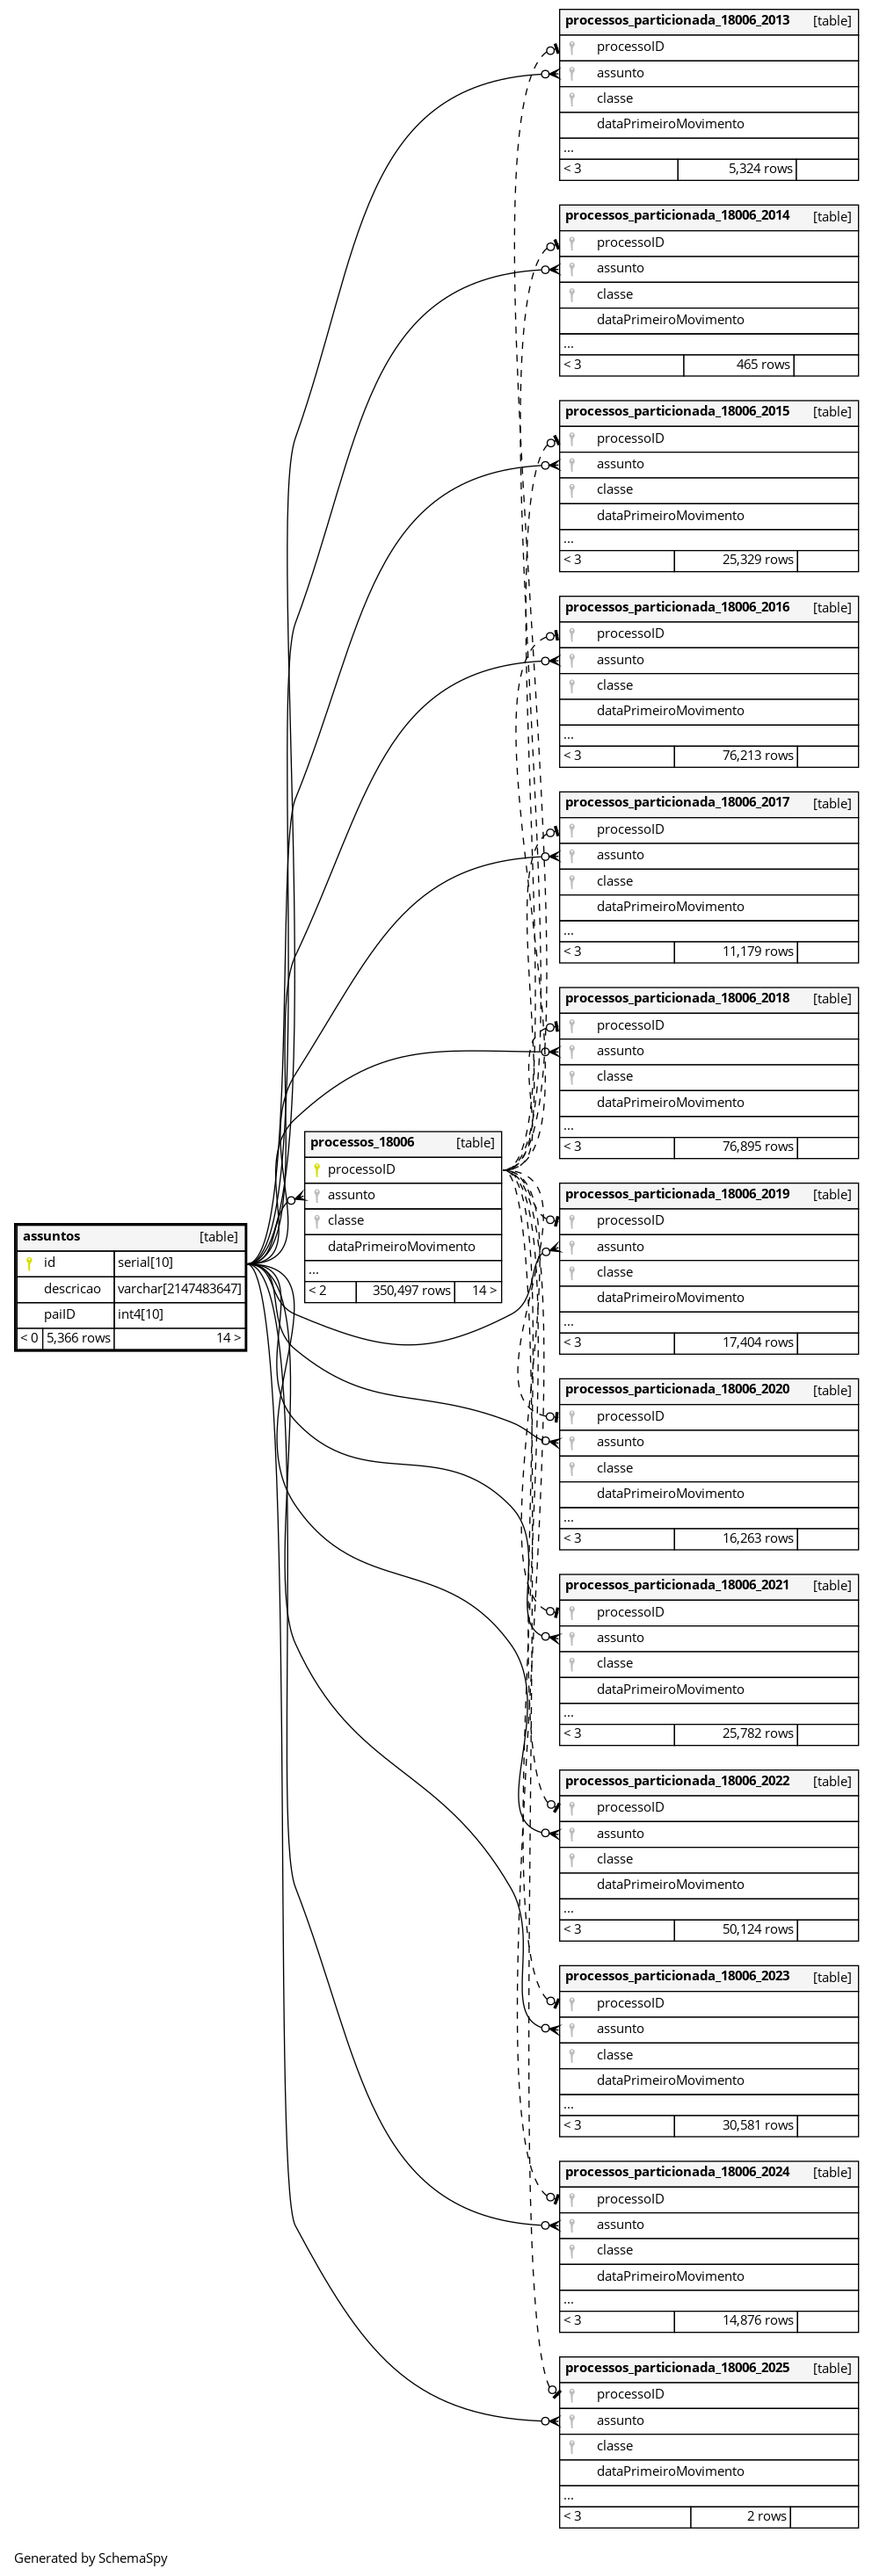 processos_particionada_18006_2013 [table]
processoID
assunto
classe
dataPrimeiroMovimento
...
< 3 5,324 rows
processos_particionada_18006_2014 [table]
processoID
assunto
classe
dataPrimeiroMovimento
...
< 3 465 rows
processos_particionada_18006_2015 [table]
processoID
assunto
classe
dataPrimeiroMovimento
...
< 3 25,329 rows
processos_particionada_18006_2016 [table]
processoID
assunto
classe
dataPrimeiroMovimento
...
< 3 76,213 rows
processos_particionada_18006_2017 [table]
processoID
assunto
classe
dataPrimeiroMovimento
...
< 3 11,179 rows
processos_particionada_18006_2018 [table]
processoID
assunto
classe
dataPrimeiroMovimento
...
< 3 76,895 rows
processos_18006 [table]
processoID
assunto
classe
dataPrimeiroMovimento
...
< 2 350,497 rows 14 >
assuntos [table]
id serial[10]
descricao varchar[2147483647]
paiID int4[10]
< 0 5,366 rows 14 >
processos_particionada_18006_2019 [table]
processoID
assunto
classe
dataPrimeiroMovimento
...
< 3 17,404 rows
processos_particionada_18006_2020 [table]
processoID
assunto
classe
dataPrimeiroMovimento
...
< 3 16,263 rows
processos_particionada_18006_2021 [table]
processoID
assunto
classe
dataPrimeiroMovimento
...
< 3 25,782 rows
processos_particionada_18006_2022 [table]
processoID
assunto
classe
dataPrimeiroMovimento
...
< 3 50,124 rows
processos_particionada_18006_2023 [table]
processoID
assunto
classe
dataPrimeiroMovimento
...
< 3 30,581 rows
processos_particionada_18006_2024 [table]
processoID
assunto
classe
dataPrimeiroMovimento
...
< 3 14,876 rows
processos_particionada_18006_2025 [table]
processoID
assunto
classe
dataPrimeiroMovimento
...
< 3 2 rows
Generated by SchemaSpy